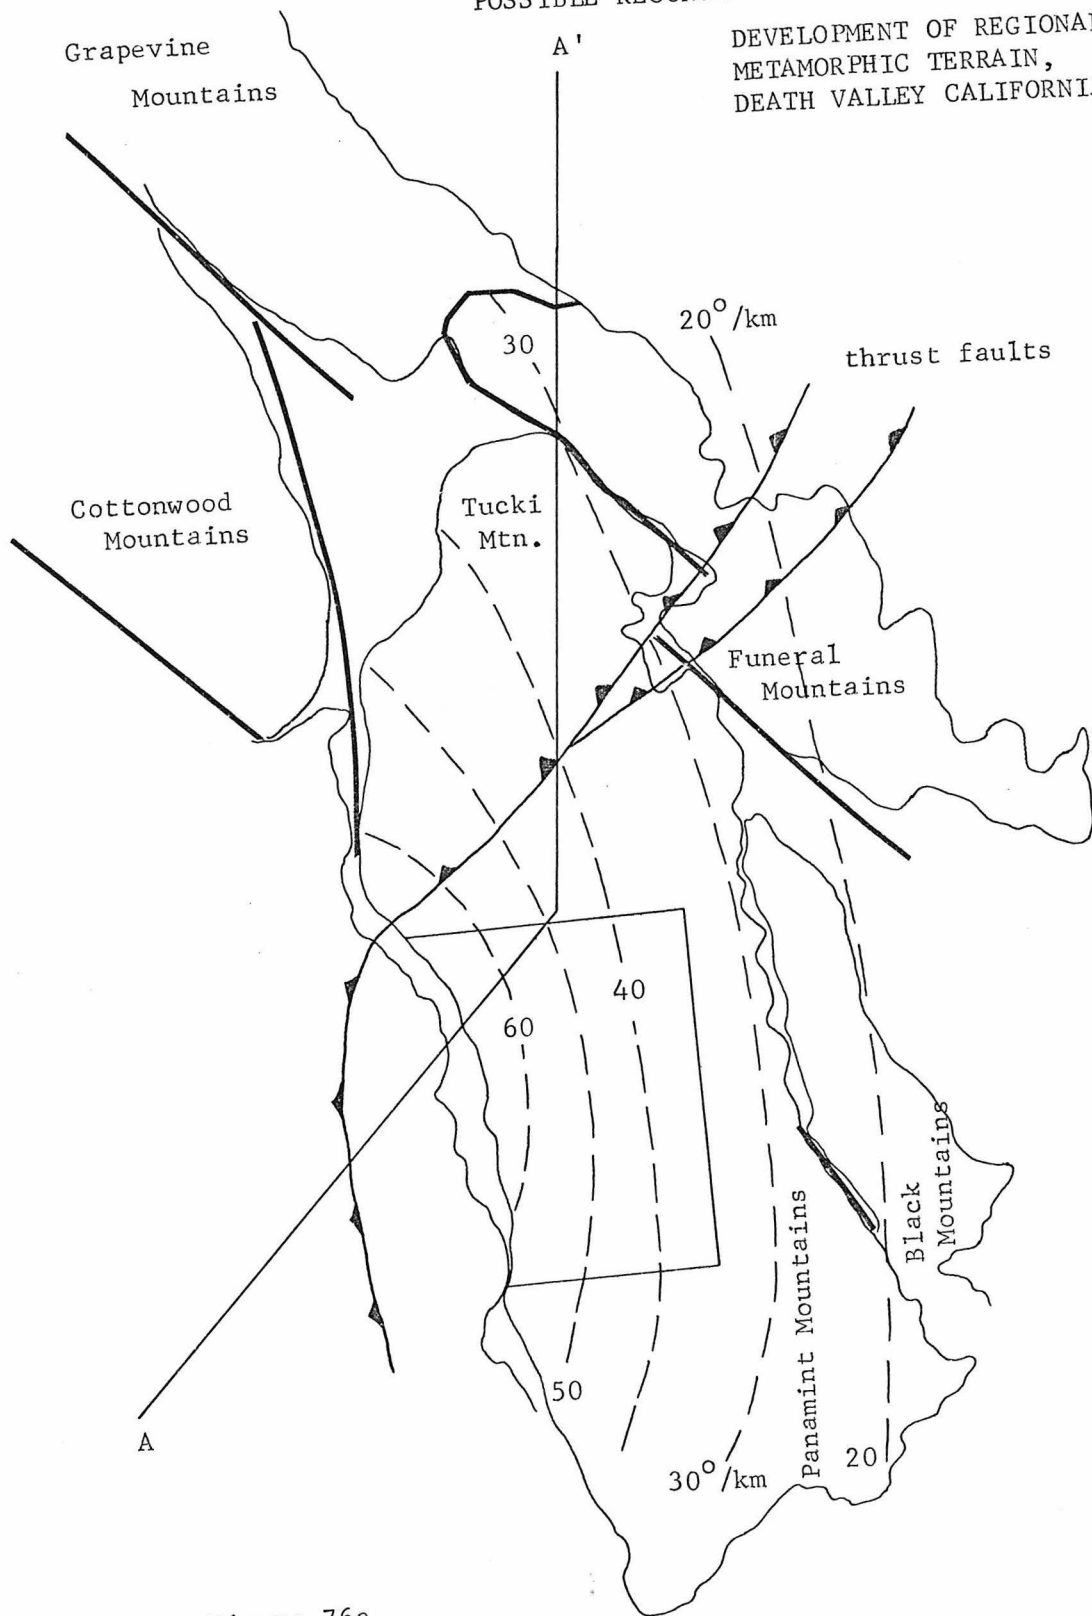 A'
DEVELOPMENT OF REGIONAL
METAMORPHIC TERRAIN,
DEATH VALLEY CALIFORNIA
Grapevine
Mountains
20°/km
30
thrust faults
Cottonwood
Mountains
Tucki
Mtn.
Funeral
Mountains
40
60
Black
Mountains
Panamint Mountains
50
A
20
30°/km
76a